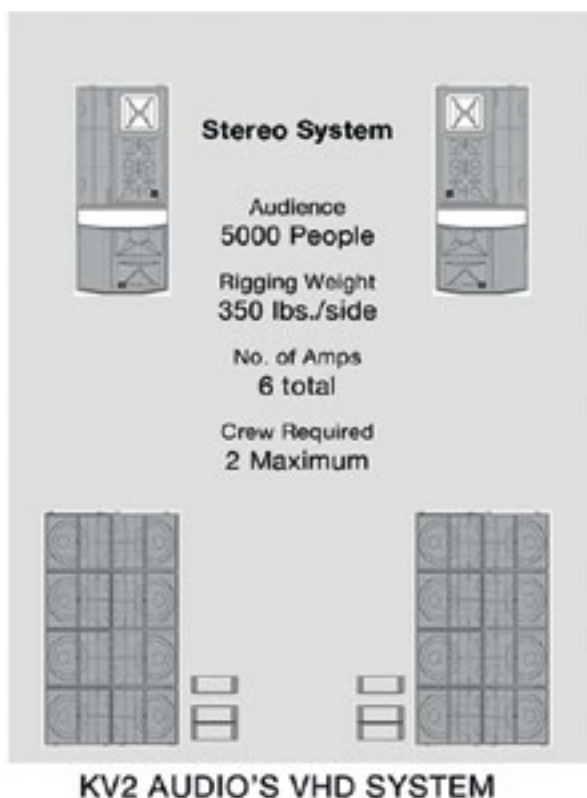 Stereo System
Audience
5000 People
Rigging Weight
350 lbs./side
No. of Amps
6 total
Crew Required
2 Maximum
KV2 AUDIO'S VHD SYSTEM